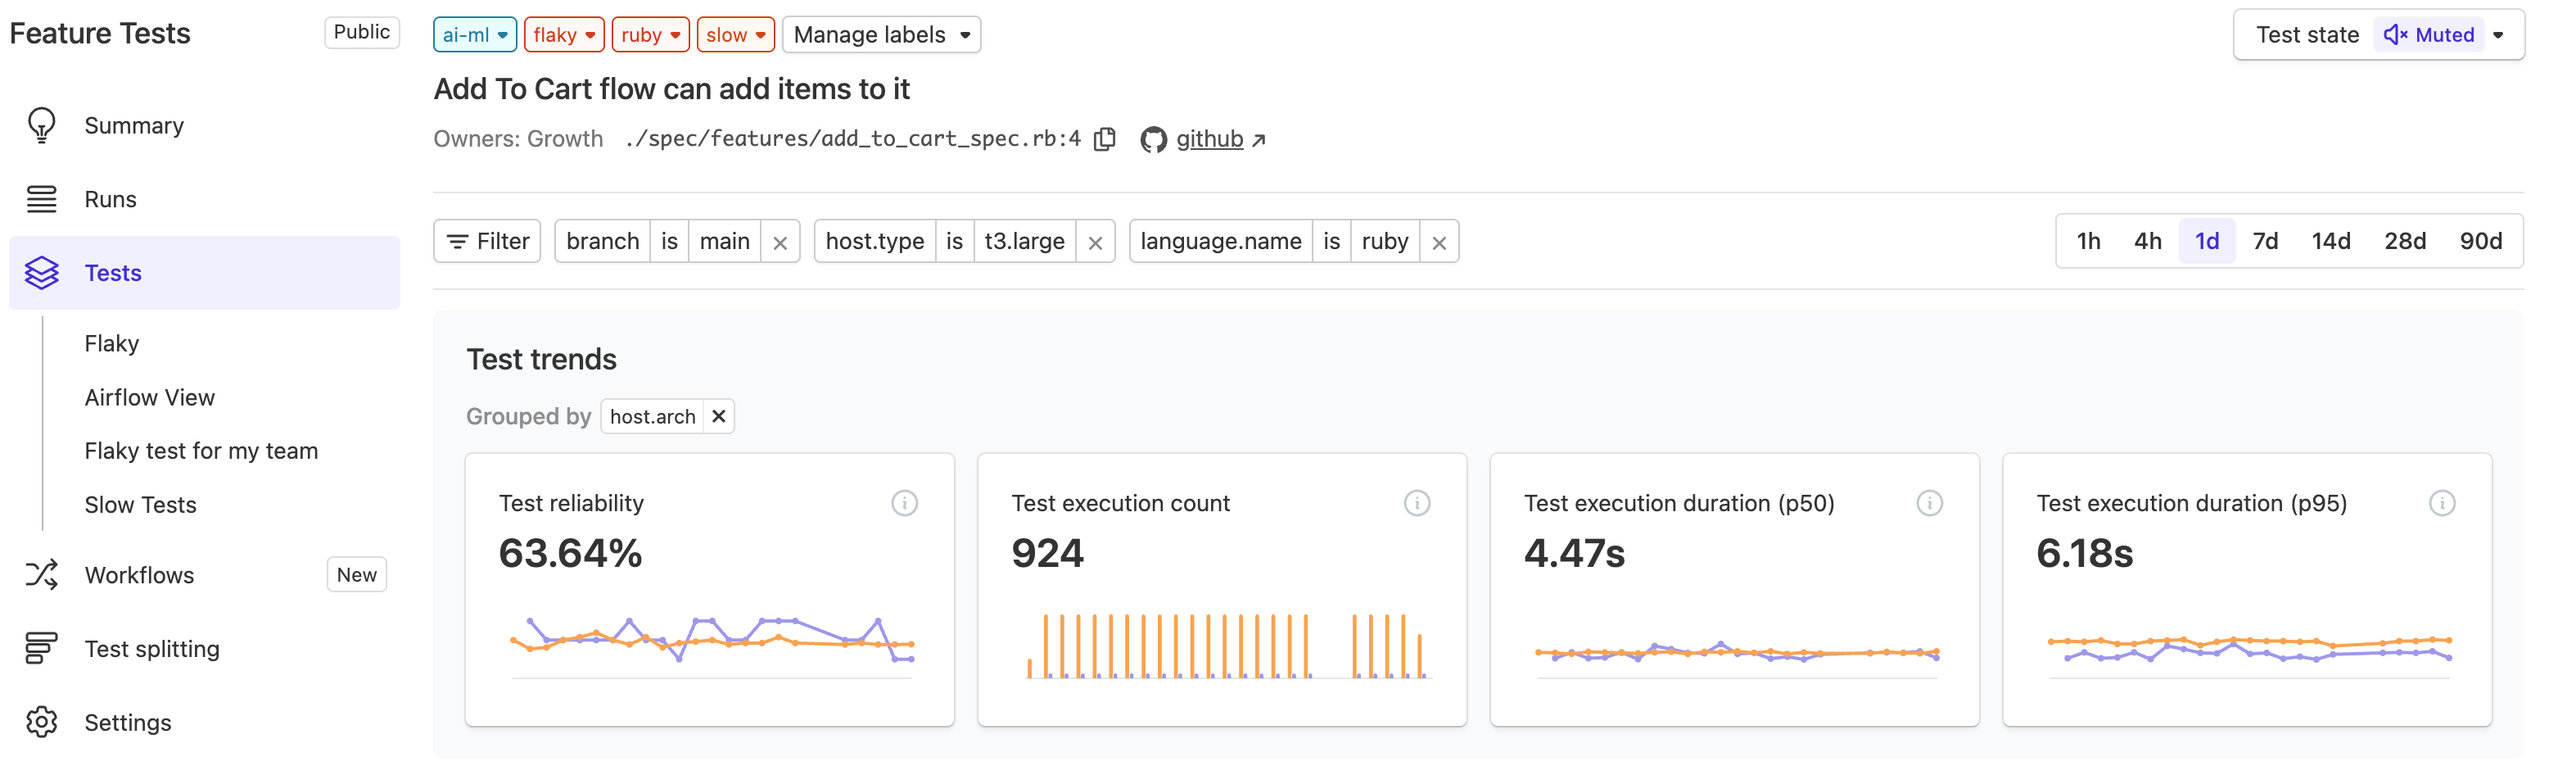 Feature Tests
Public
Summary
Runs
Tests
Flaky
Airflow View
Flaky test for my team
Slow Tests
Workflows
New
Test splitting
Settings
ai-ml flaky ruby slow Manage labels
Test state Muted
Add To Cart flow can add items to it
Owners: Growth ./spec/features/add_to_cart_spec.rb:4 github
Filter branch is main host.type is t3.large language.name is ruby
1h 4h 1d 7d 14d 28d 90d
Test trends
Grouped by host.arch
Test reliability
63.64%
Test execution count
924
Test execution duration (p50)
4.47s
Test execution duration (p95)
6.18s